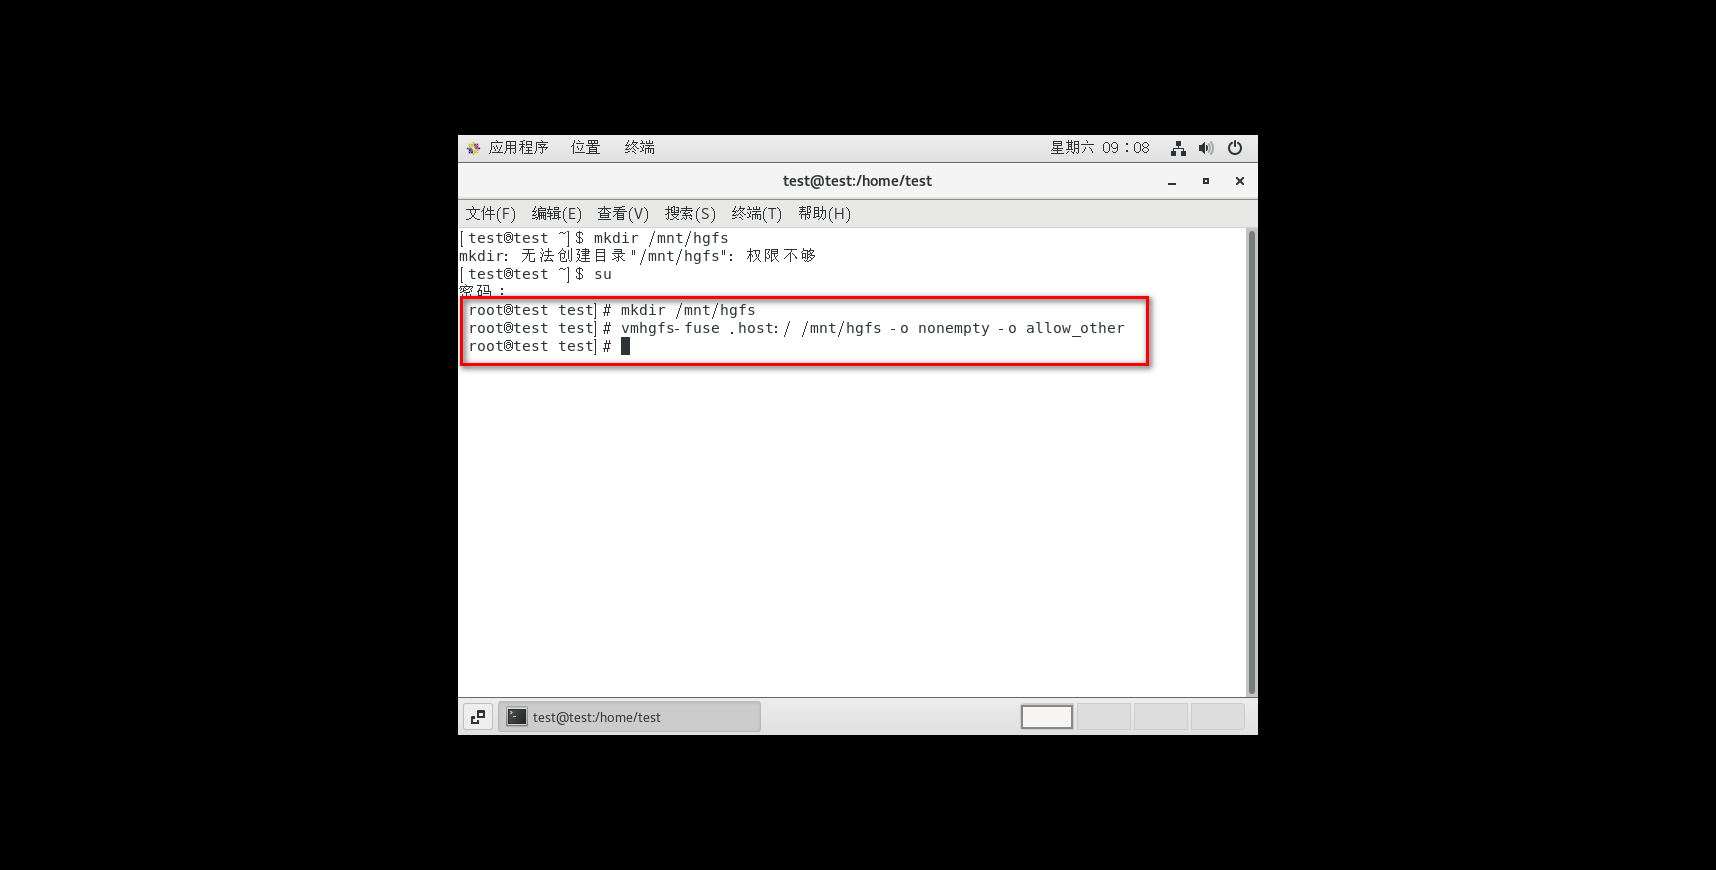 应用程序 位置 终端 星期六 09：08
test@test:/home/test
文件(F) 编辑(E) 查看(V) 搜索(S) 终端(T) 帮助(H)
[test@test ~]$ mkdir /mnt/hgfs
mkdir: 无法创建目录"/mnt/hgfs": 权限不够
[test@test ~]$ su
密码：
root@test test]# mkdir /mnt/hgfs
root@test test]# vmhgfs-fuse .host:/ /mnt/hgfs -o nonempty -o allow_other
root@test test]#
test@test:/home/test